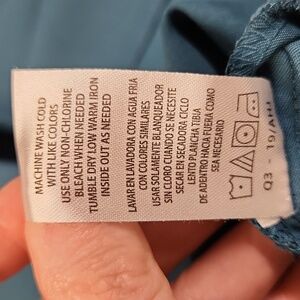 MACHINE WASH COLD
WITH LIKE COLORS
USE ONLY NON-CHLORINE
BLEACH WHEN NEEDED
TUMBLE DRY LOW WARM IRON
INSIDE OUT AS NEEDED
LAVAR EN LAVADORA CON AGUA FRIA
CON COLORES SIMILARES
USAR SOLAMENTE BLANQUEADOR
SIN CLORO CUANDO SE NECESITE
SECAR EN SECADORA CICLO
LENTO PLANCHA TIBIA
DE ADENTRO HACIA FUERA COMO
SEA NECESARIO
Q3 - 19/AHH